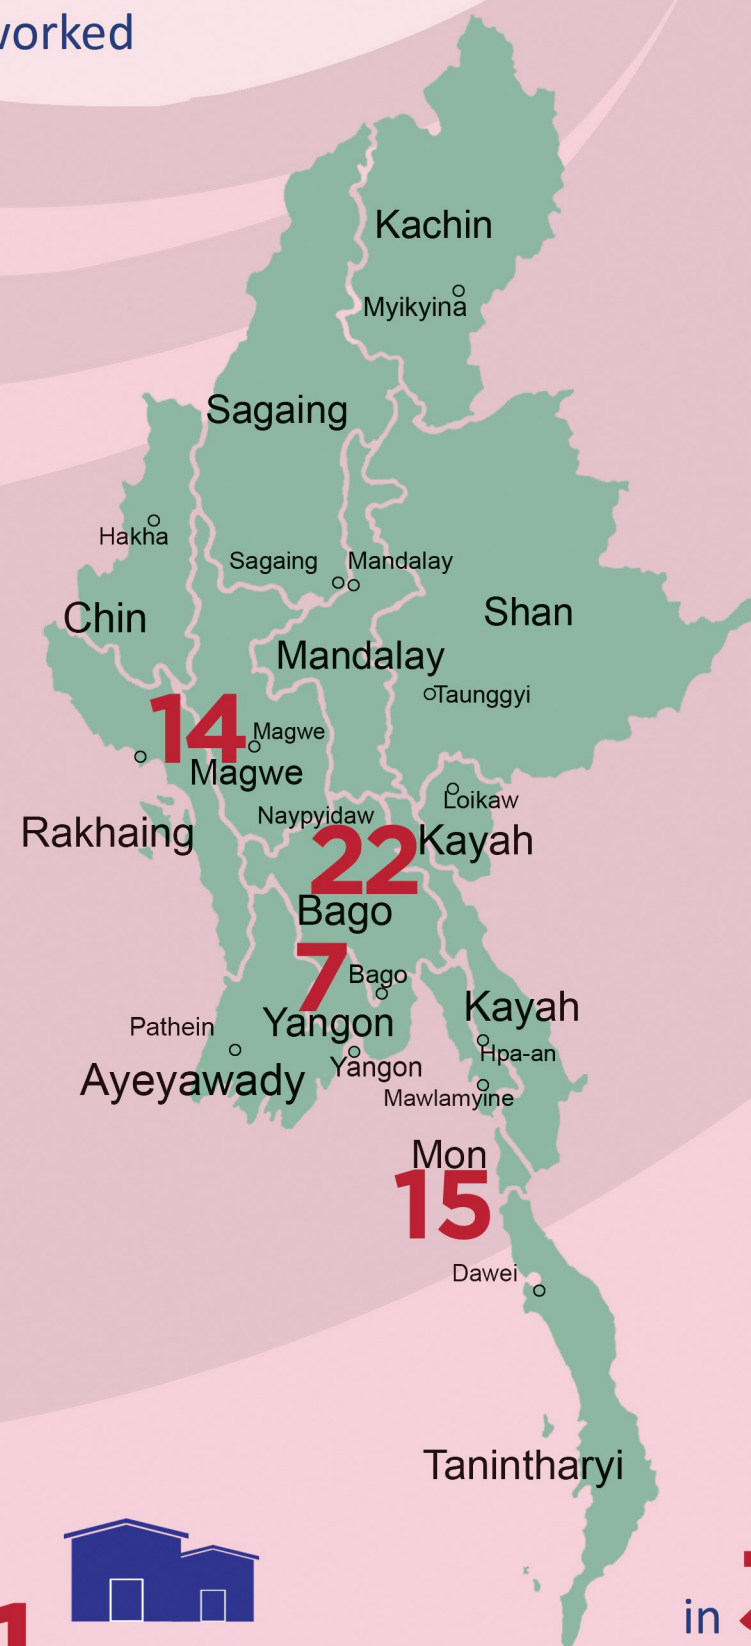 Kachin
Myikyina
Sagaing
Hakha
Sagaing Mandalay
Chin
Shan
Mandalay
Taunggyi
14
Magwe
Magwe
Loikaw
Naypyidaw
Rakhaing
22
Kayah
Bago
7
Bago
Kayah
Yangon
Pathein
Hpa-an
Yangon
Ayeyawady
Mawlamyine
Mon
15
Dawei
Tanintharyi
in